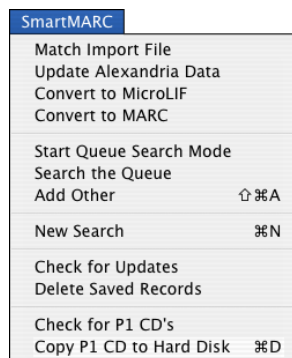 SmartMARC
Match Import File
Update Alexandria Data
Convert to MicroLIF
Convert to MARC
Start Queue Search Mode
Search the Queue
Add Other ⇧⌘A
New Search ⌘N
Check for Updates
Delete Saved Records
Check for P1 CD's
Copy P1 CD to Hard Disk ⌘D